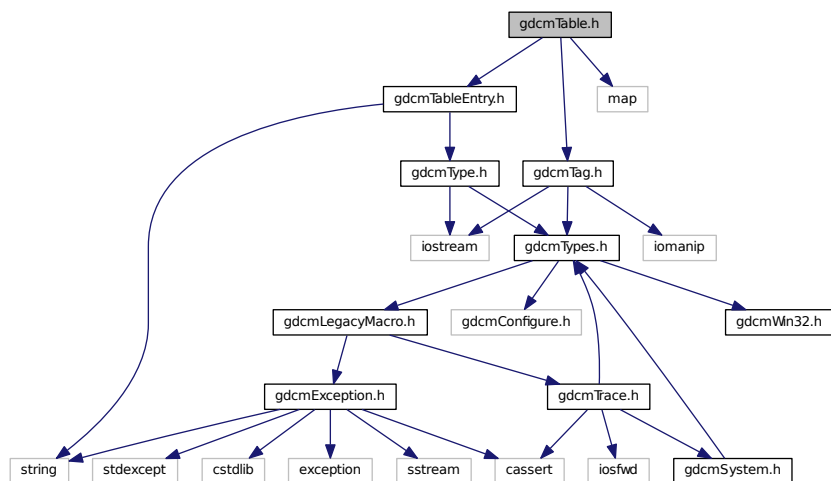 gdcmTable.h
gdcmTableEntry.h
map
gdcmType.h
gdcmTag.h
iostream
gdcmTypes.h
iomanip
gdcmLegacyMacro.h
gdcmConfigure.h
gdcmWin32.h
gdcmException.h
gdcmTrace.h
string
stdexcept
cstdlib
exception
sstream
cassert
iosfwd
gdcmSystem.h